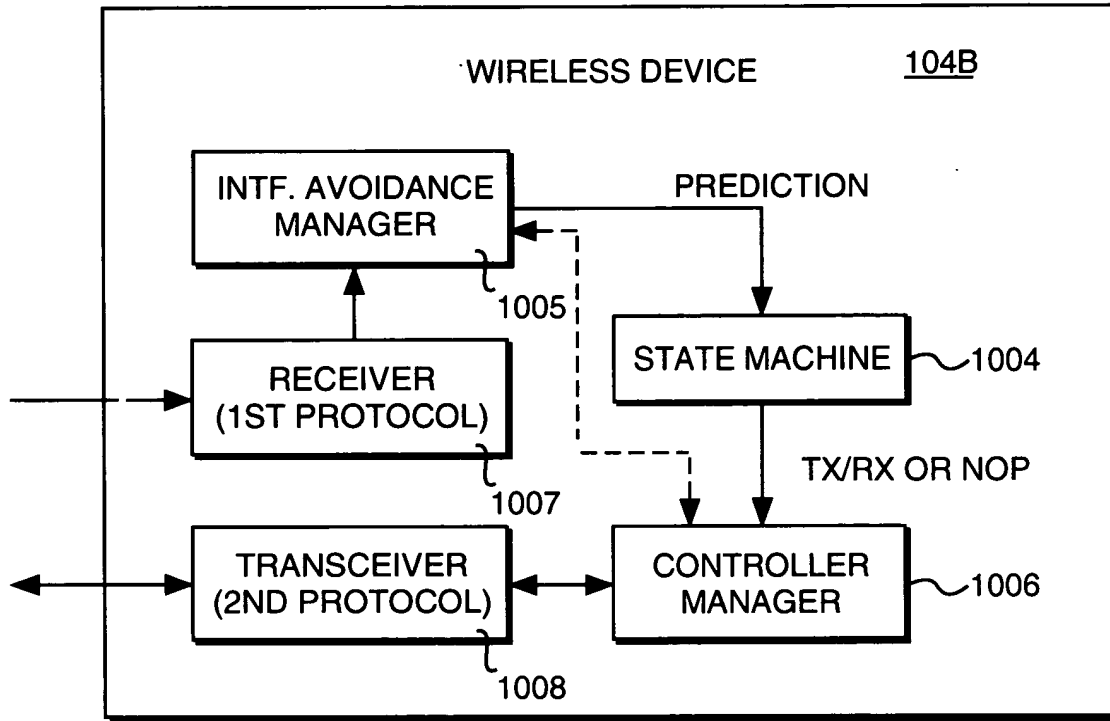 WIRELESS DEVICE
104B
INTF. AVOIDANCE
MANAGER
1005
PREDICTION
STATE MACHINE
1004
RECEIVER
(1ST PROTOCOL)
1007
TX/RX OR NOP
TRANSCEIVER
(2ND PROTOCOL)
1008
CONTROLLER
MANAGER
1006